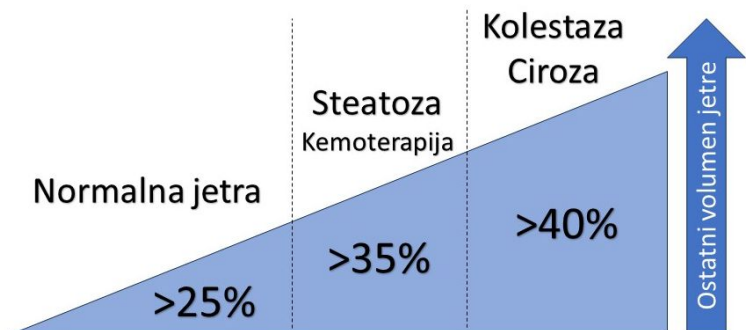 Kolestaza
Ciroza
Steatoza
Kemoterapija
Normalna jetra
>25%
>35%
>40%
Ostatni volumen jetre